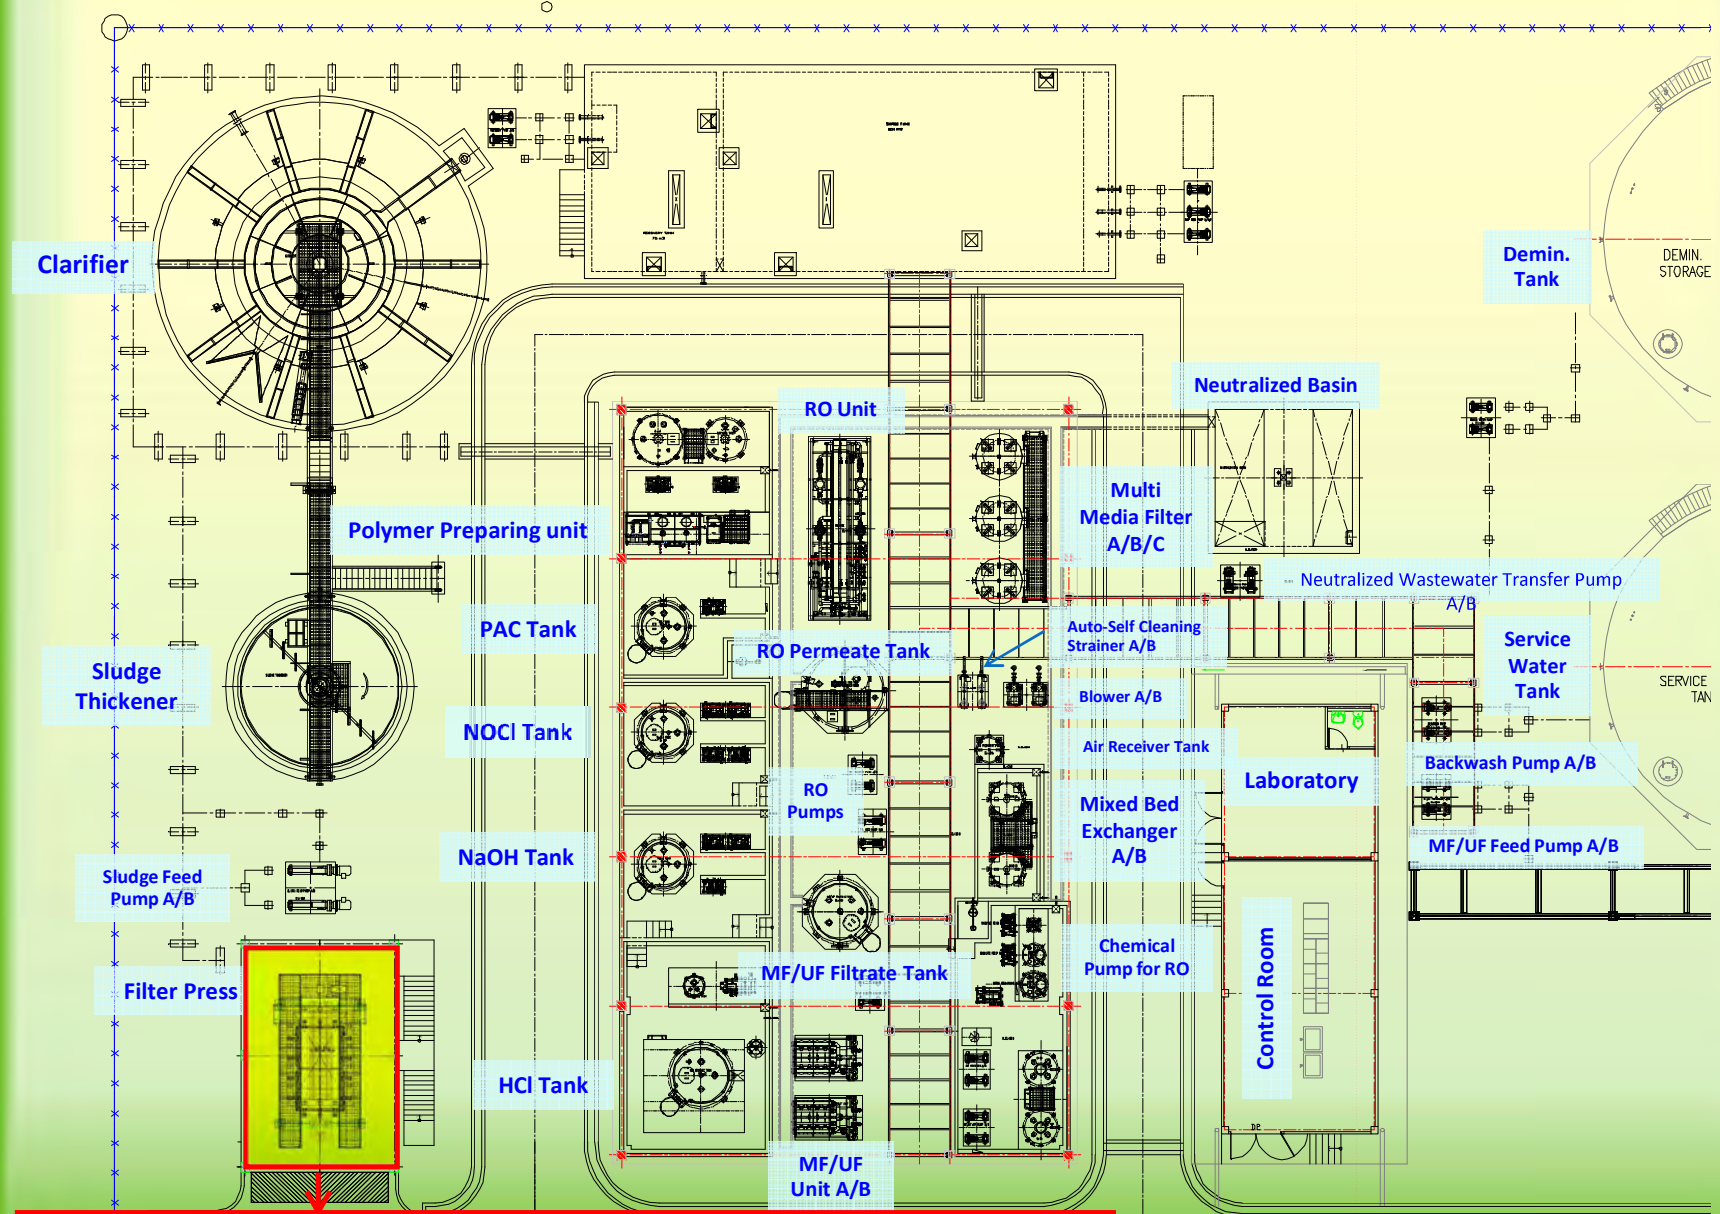 Clarifier
Demin.
Tank
DEMIN.
STORAGE
RO Unit
Neutralized Basin
Multi
Media Filter
A/B/C
Polymer Preparing unit
Neutralized Wastewater Transfer Pump
A/B
PAC Tank
Auto-Self Cleaning
Strainer A/B
RO Permeate Tank
Service
Water
Tank
SERVICE
TAN
Sludge
Thickener
Blower A/B
NOCl Tank
Air Receiver Tank
Laboratory
Backwash Pump A/B
RO
Pumps
Mixed Bed
Exchanger
A/B
NaOH Tank
MF/UF Feed Pump A/B
Sludge Feed
Pump A/B
Chemical
Pump for RO
MF/UF Filtrate Tank
Filter Press
Control Room
HCl Tank
MF/UF
Unit A/B